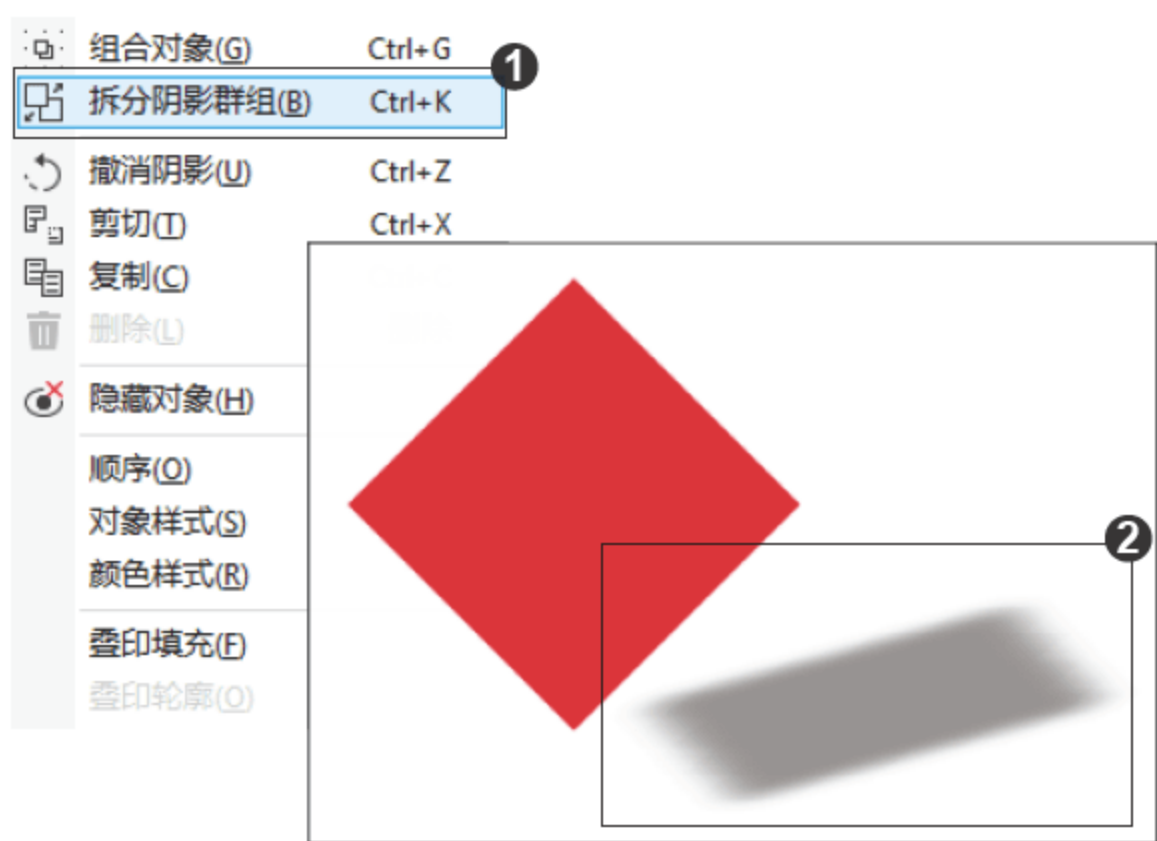 组合对象(G) Ctrl+G
1
拆分阴影群组(B) Ctrl+K
撤消阴影(U) Ctrl+Z
剪切(T) Ctrl+X
复制(C)
删除(L)
隐藏对象(H)
顺序(O)
对象样式(S)
2
颜色样式(R)
叠印填充(F)
叠印轮廓(O)